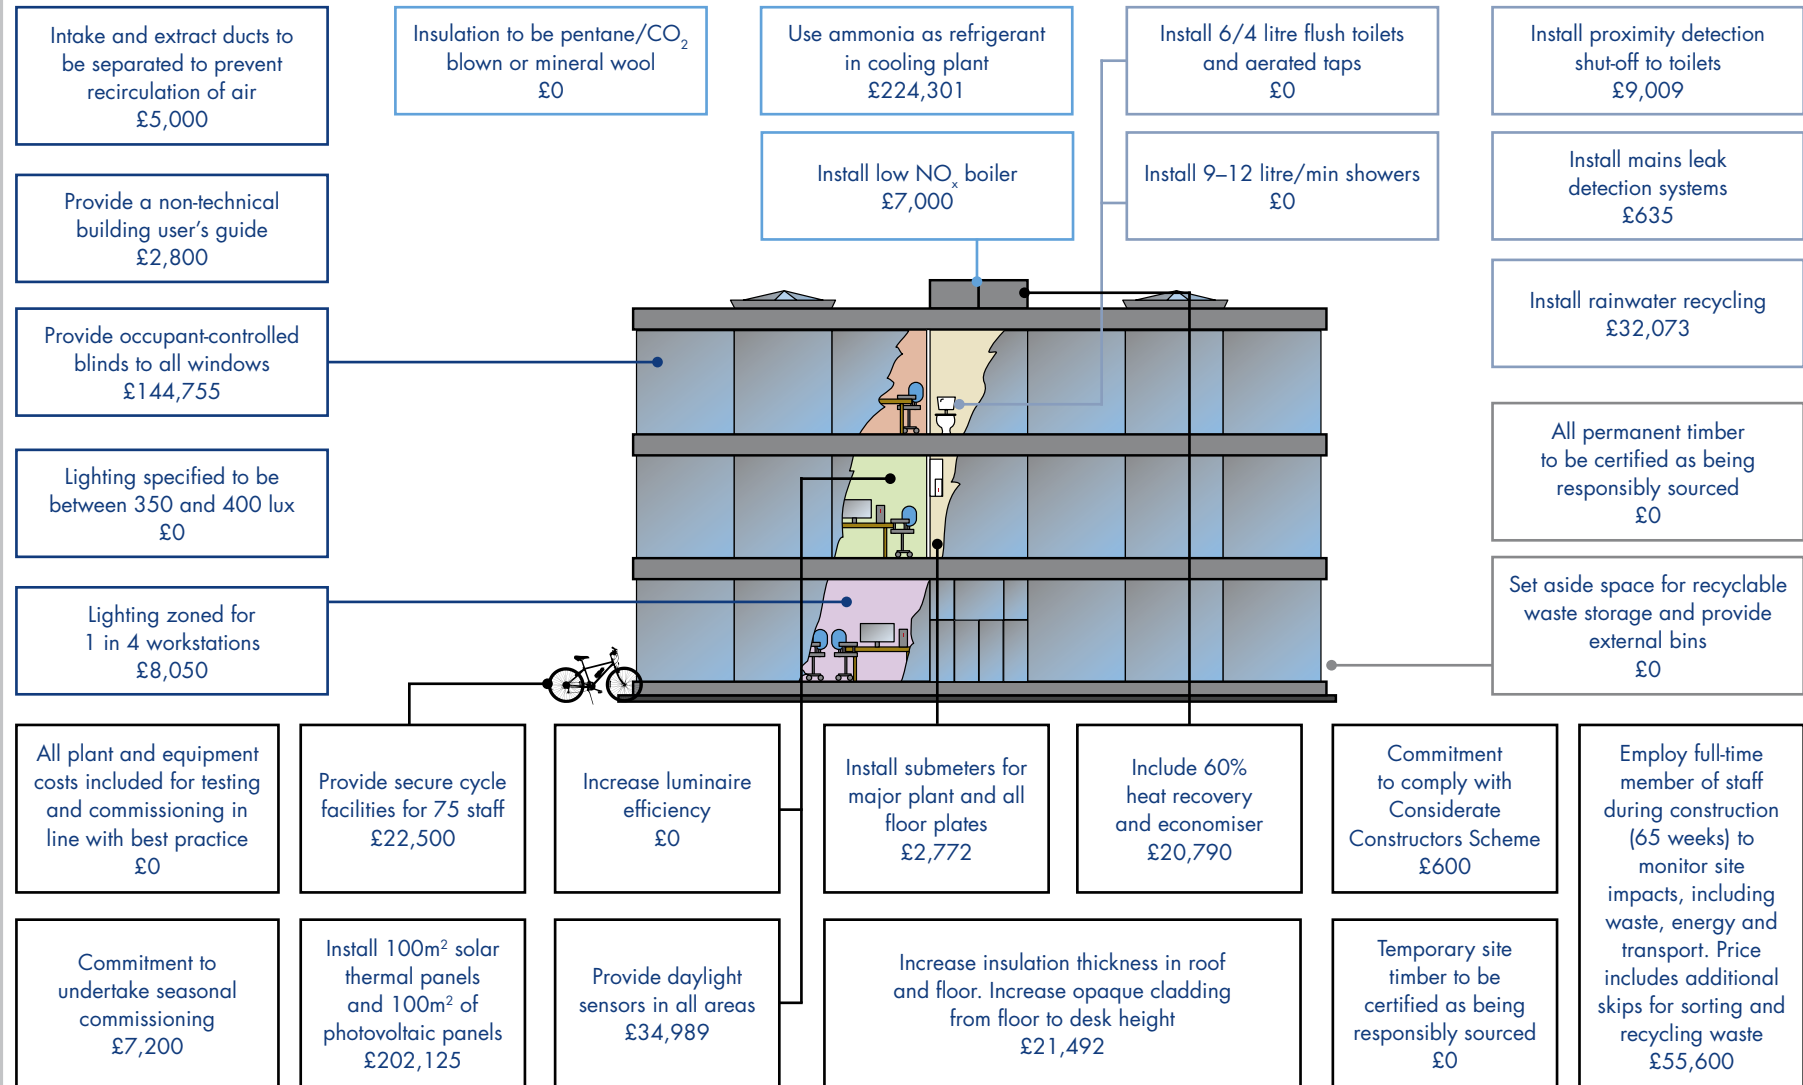 Intake and extract ducts to
be separated to prevent
recirculation of air
£5,000
Insulation to be pentane/CO₂
blown or mineral wool
£0
Use ammonia as refrigerant
in cooling plant
£224,301
Install 6/4 litre flush toilets
and aerated taps
£0
Install proximity detection
shut-off to toilets
£9,009
Provide a non-technical
building user’s guide
£2,800
Install low NOₓ boiler
£7,000
Install 9–12 litre/min showers
£0
Install mains leak
detection systems
£635
Install rainwater recycling
£32,073
Provide occupant-controlled
blinds to all windows
£144,755
All permanent timber
to be certified as being
responsibly sourced
£0
Lighting specified to be
between 350 and 400 lux
£0
Set aside space for recyclable
waste storage and provide
external bins
£0
Lighting zoned for
1 in 4 workstations
£8,050
All plant and equipment
costs included for testing
and commissioning in
line with best practice
£0
Provide secure cycle
facilities for 75 staff
£22,500
Increase luminaire
efficiency
£0
Install submeters for
major plant and all
floor plates
£2,772
Include 60%
heat recovery
and economiser
£20,790
Commitment
to comply with
Considerate
Constructors Scheme
£600
Employ full-time
member of staff
during construction
(65 weeks) to
monitor site
impacts, including
waste, energy and
transport. Price
includes additional
skips for sorting and
recycling waste
£55,600
Commitment to
undertake seasonal
commissioning
£7,200
Install 100m² solar
thermal panels
and 100m² of
photovoltaic panels
£202,125
Provide daylight
sensors in all areas
£34,989
Increase insulation thickness in roof
and floor. Increase opaque cladding
from floor to desk height
£21,492
Temporary site
timber to be
certified as being
responsibly sourced
£0